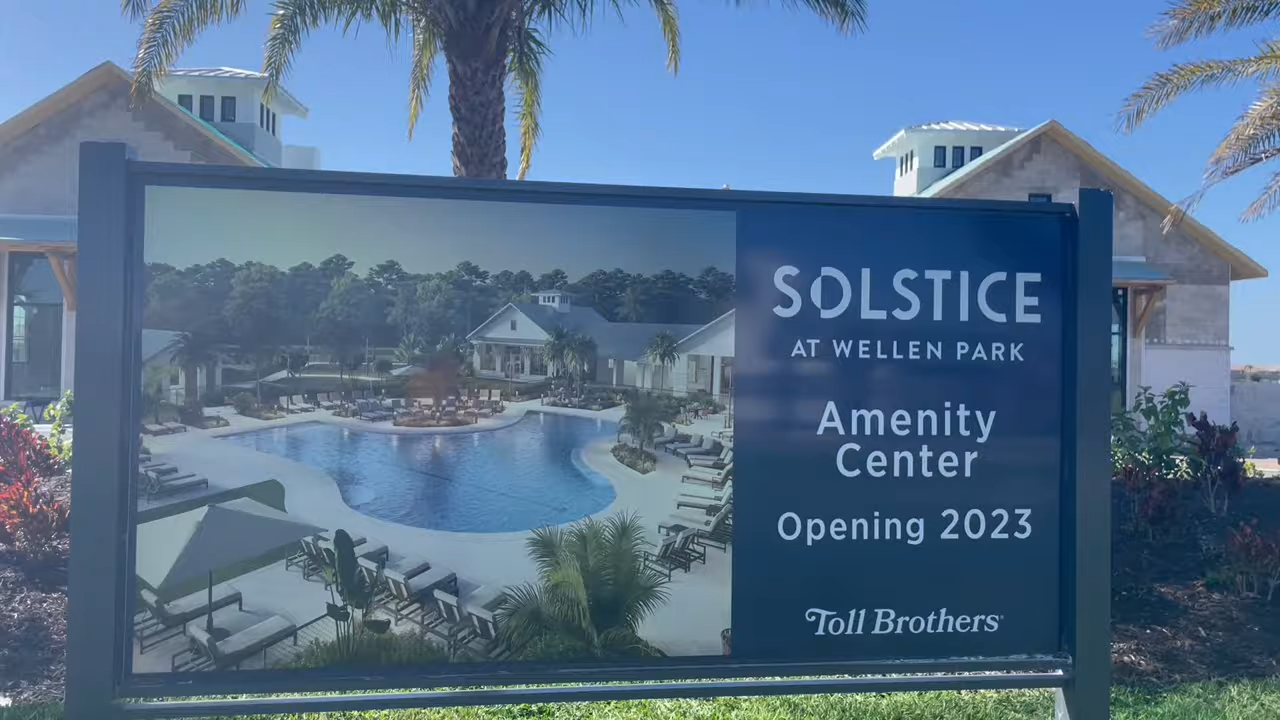 SOLSTICE
AT WELLEN PARK
Amenity
Center
Opening 2023
Toll Brothers